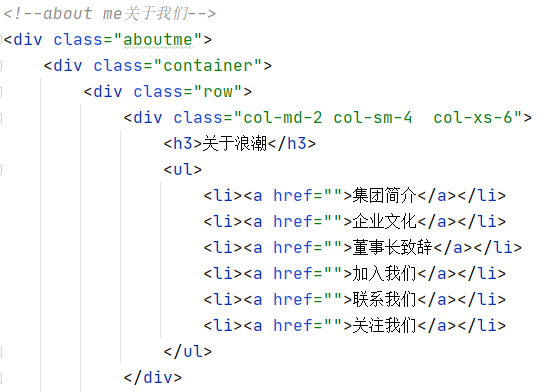 <!--about me关于我们-->
<div class="aboutme">
<div class="container">
<div class="row">
<div class="col-md-2 col-sm-4  col-xs-6">
<h3>关于浪潮</h3>
<ul>
<li><a href="">集团简介</a></li>
<li><a href="">企业文化</a></li>
<li><a href="">董事长致辞</a></li>
<li><a href="">加入我们</a></li>
<li><a href="">联系我们</a></li>
<li><a href="">关注我们</a></li>
</ul>
</div>